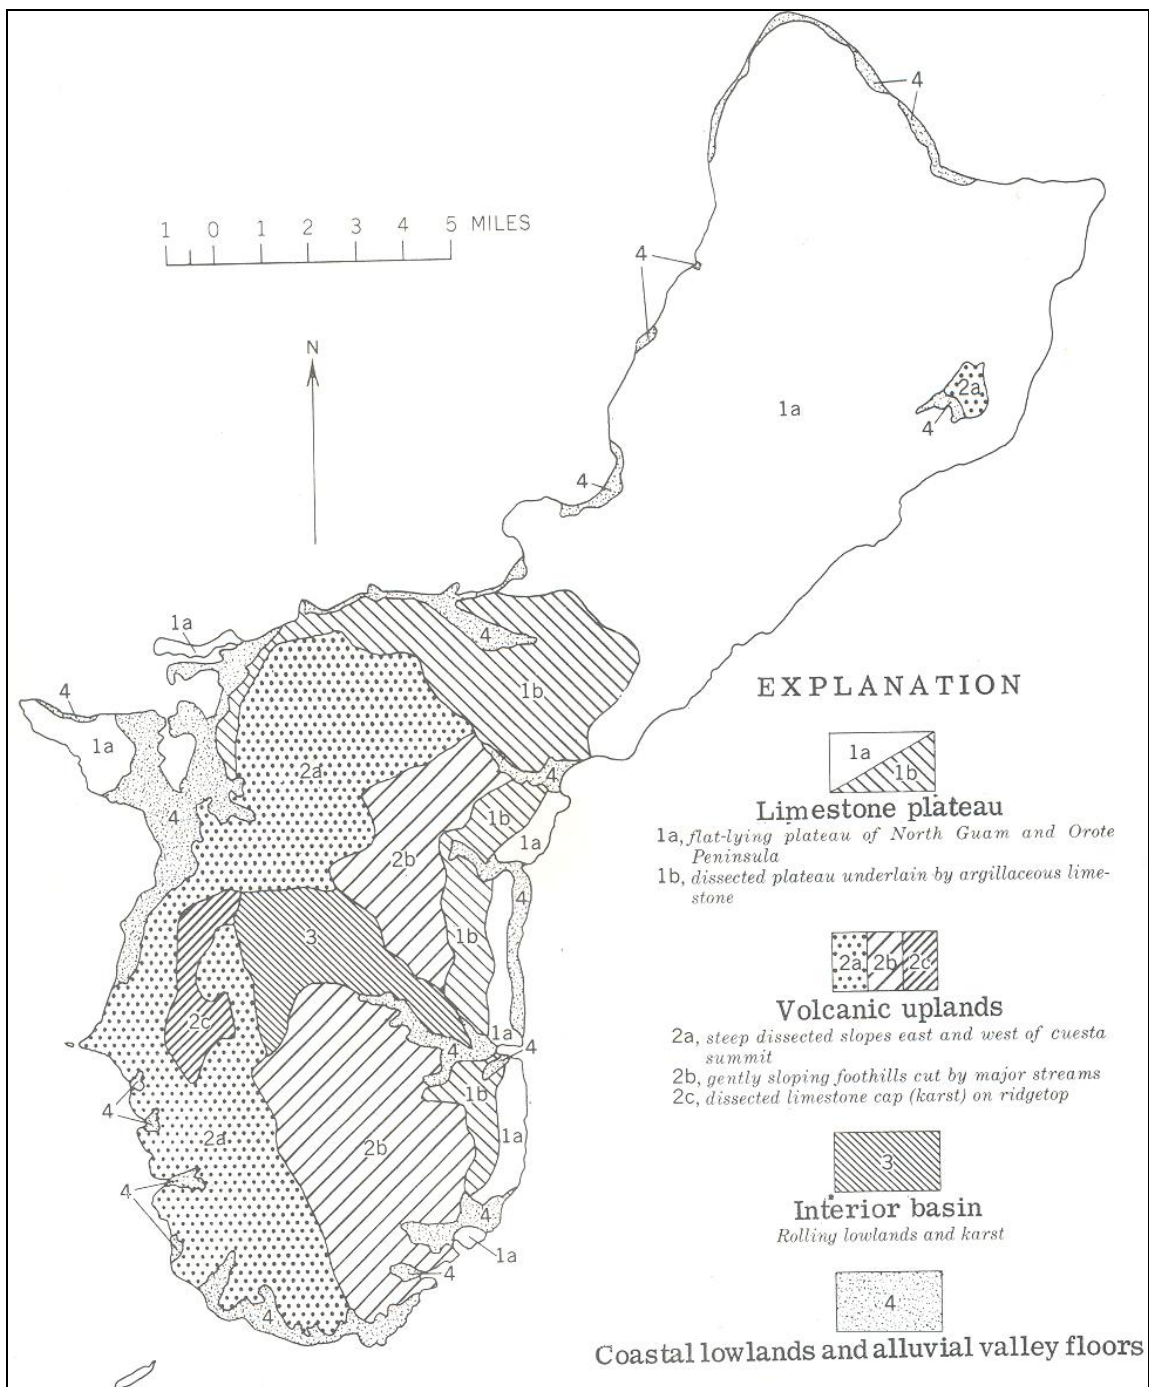 4
1 0 1 2 3 4 5 MILES
4
N
2a
1a
4
4
1a
4
1b
4
1a
2a
4
4
1b
1a
2b
4
3
1b
2c
1a
4
4
1b
4
2a
2b
1a
4
4
1a
4
4
EXPLANATION
1a
1b
Limestone plateau
1a, flat-lying plateau of North Guam and Orote
Peninsula
1b, dissected plateau underlain by argillaceous lime-
stone
2a 2b 2c
Volcanic uplands
2a, steep dissected slopes east and west of cuesta
summit
2b, gently sloping foothills cut by major streams
2c, dissected limestone cap (karst) on ridgetop
3
Interior basin
Rolling lowlands and karst
4
Coastal lowlands and alluvial valley floors